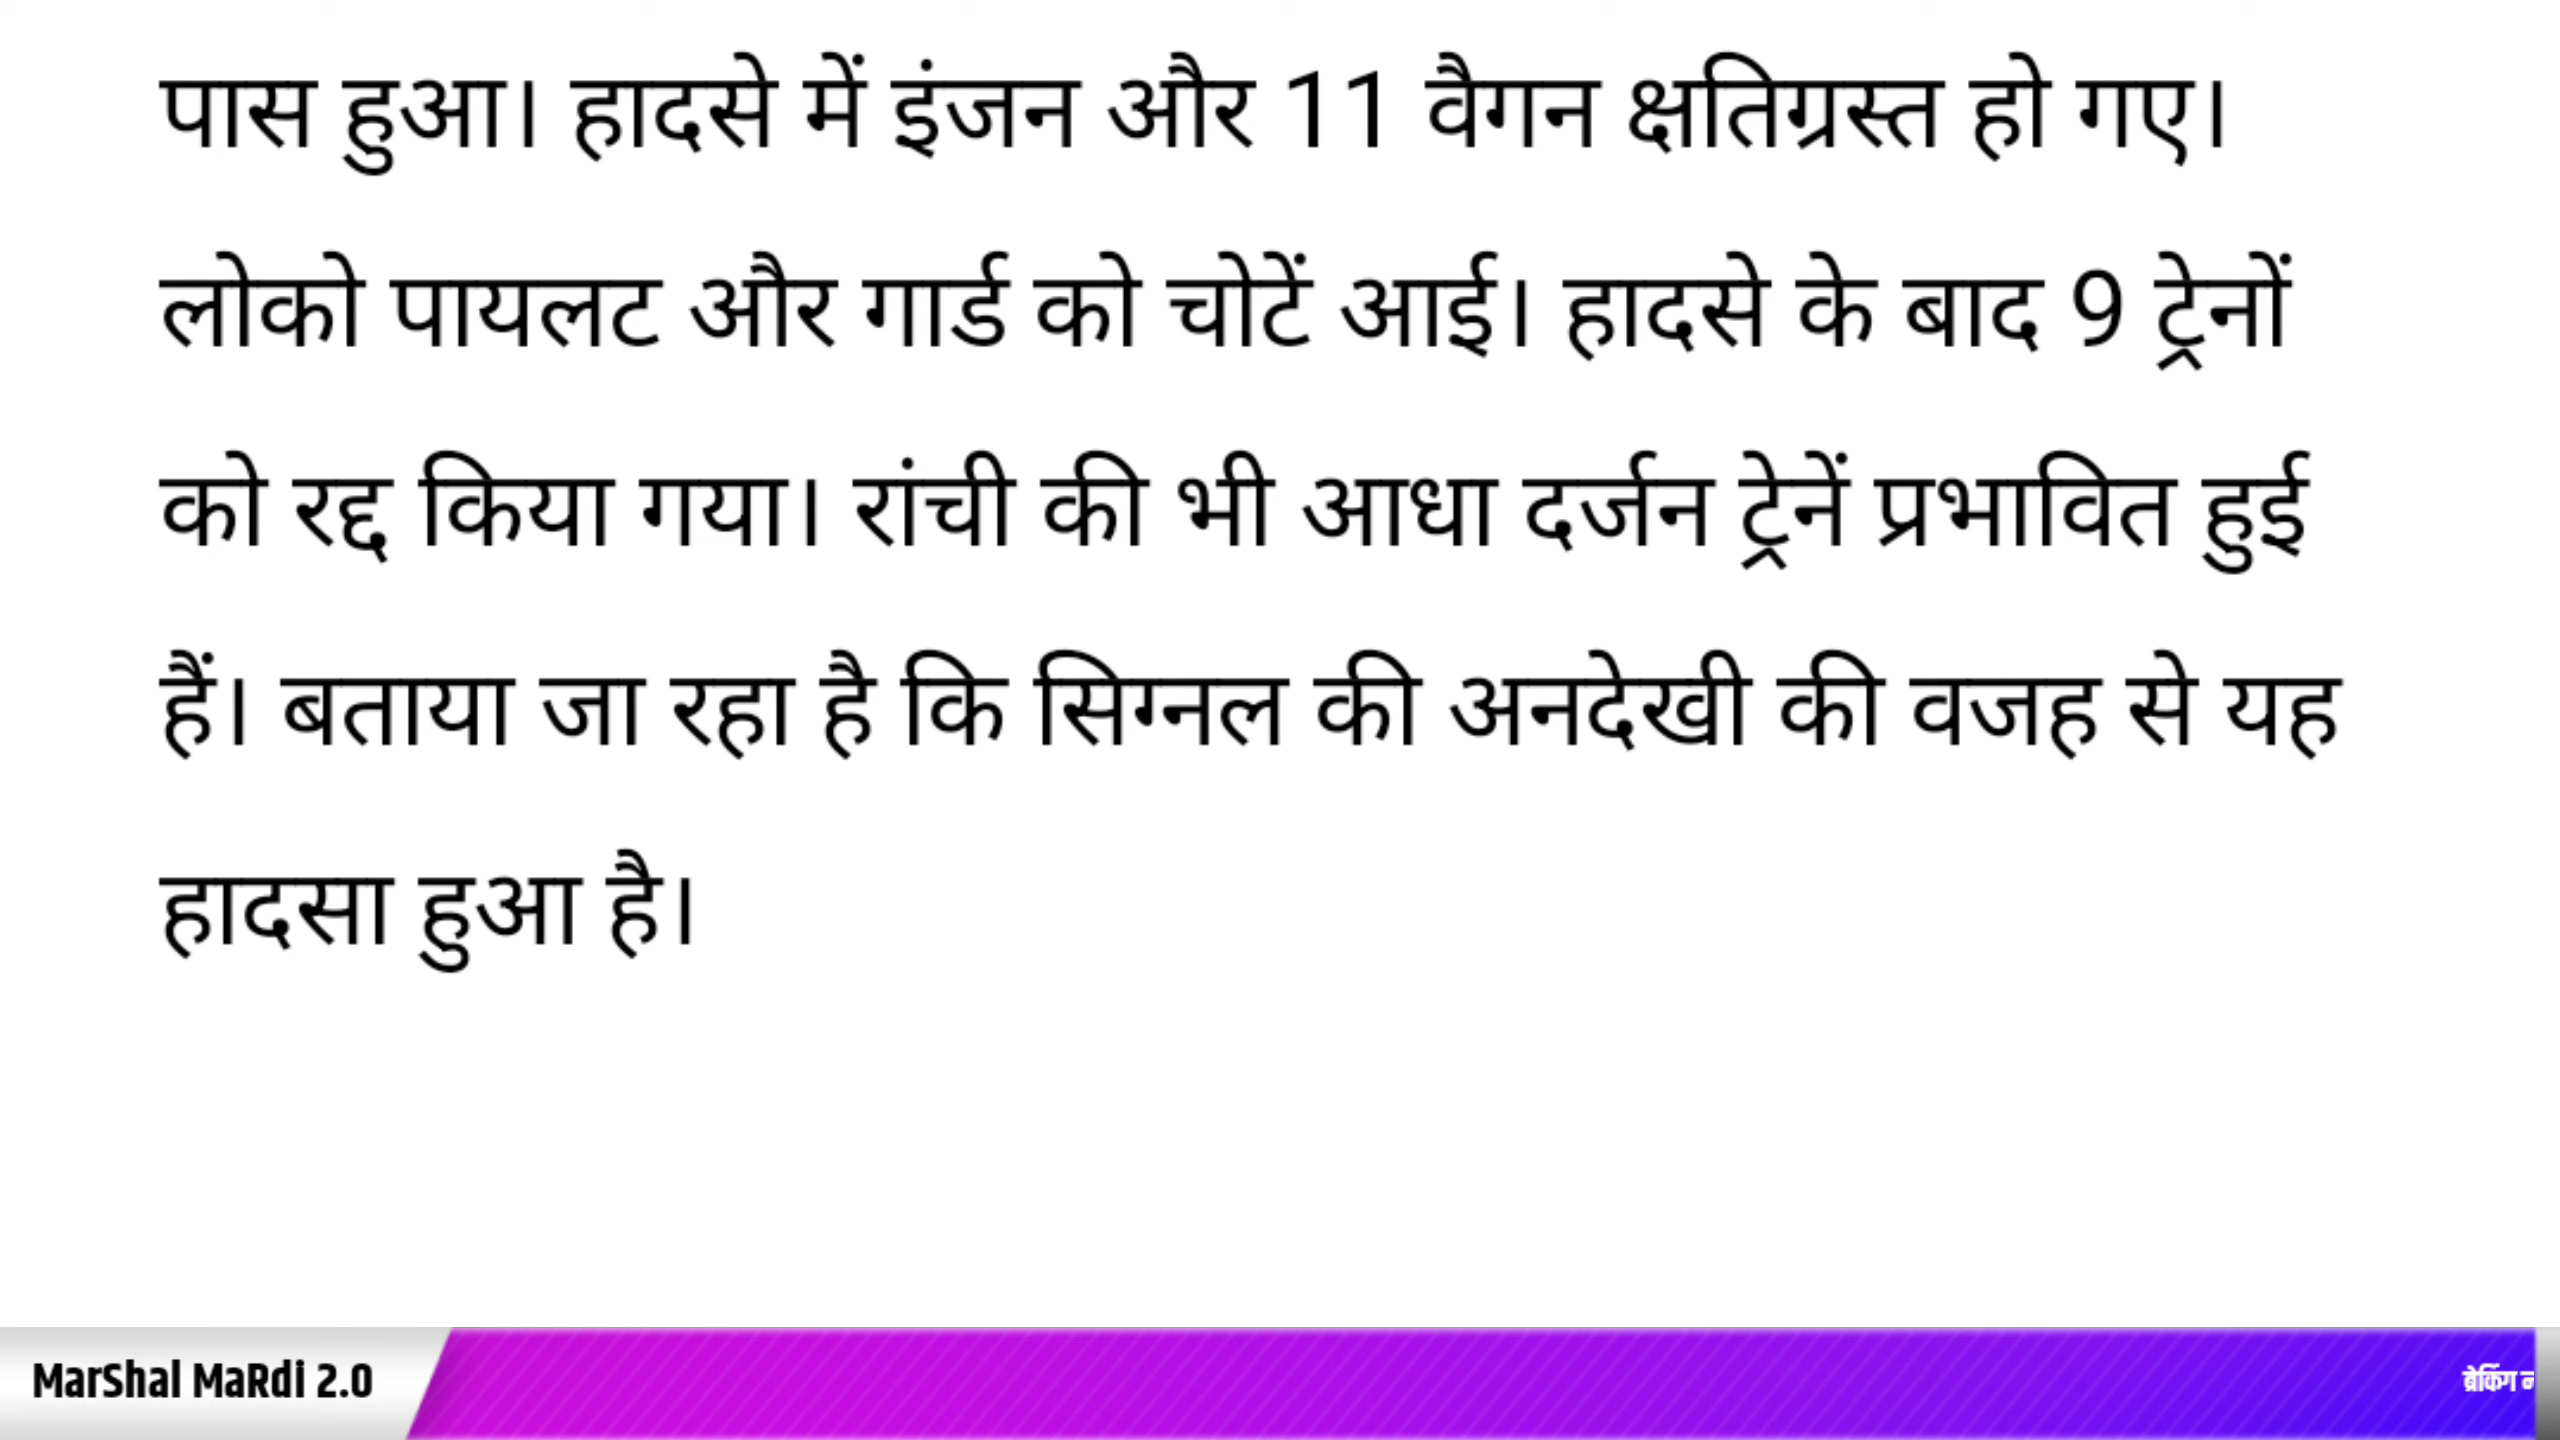 पास हुआ। हादसे में इंजन और 11 वैगन क्षतिग्रस्त हो गए।
लोको पायलट और गार्ड को चोटें आई। हादसे के बाद 9 ट्रेनों
को रद्द किया गया। रांची की भी आधा दर्जन ट्रेनें प्रभावित हुई
हैं। बताया जा रहा है कि सिग्नल की अनदेखी की वजह से यह
हादसा हुआ है।
MarShal MaRdi 2.0
ब्रेकिंग